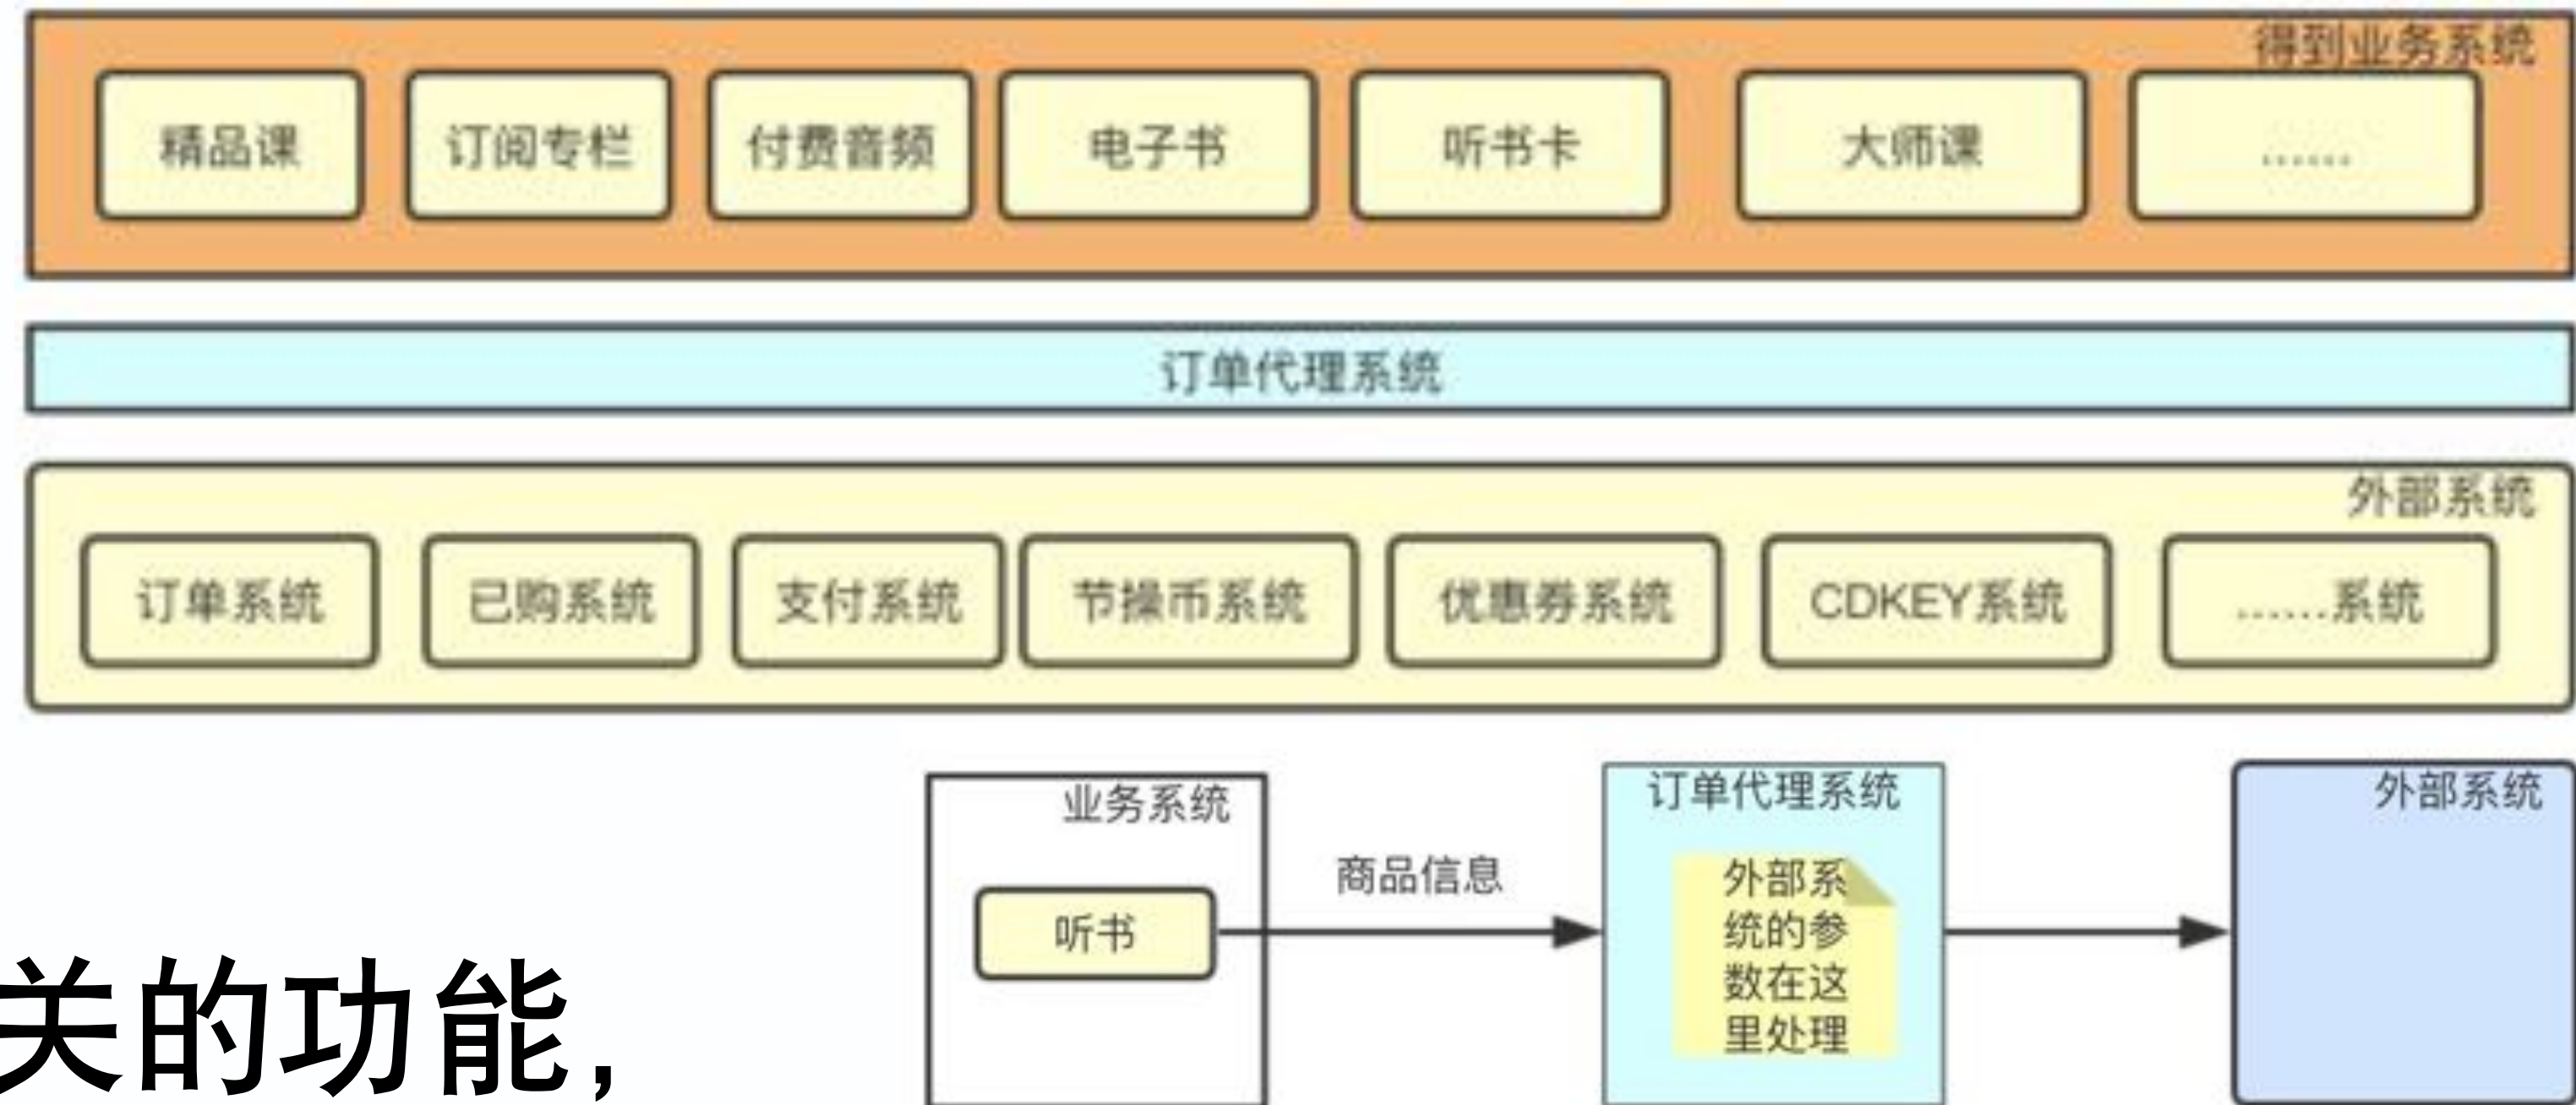 得到业务系统
精品课
订阅专栏
付费音频
电子书
听书卡
大师课
......
订单代理系统
外部系统
订单系统
已购系统
支付系统
节操币系统
优惠券系统
CDKEY系统
......系统
业务系统
听书
商品信息
订单代理系统
外部系
统的参
数在这
里处理
外部系统
关的功能,